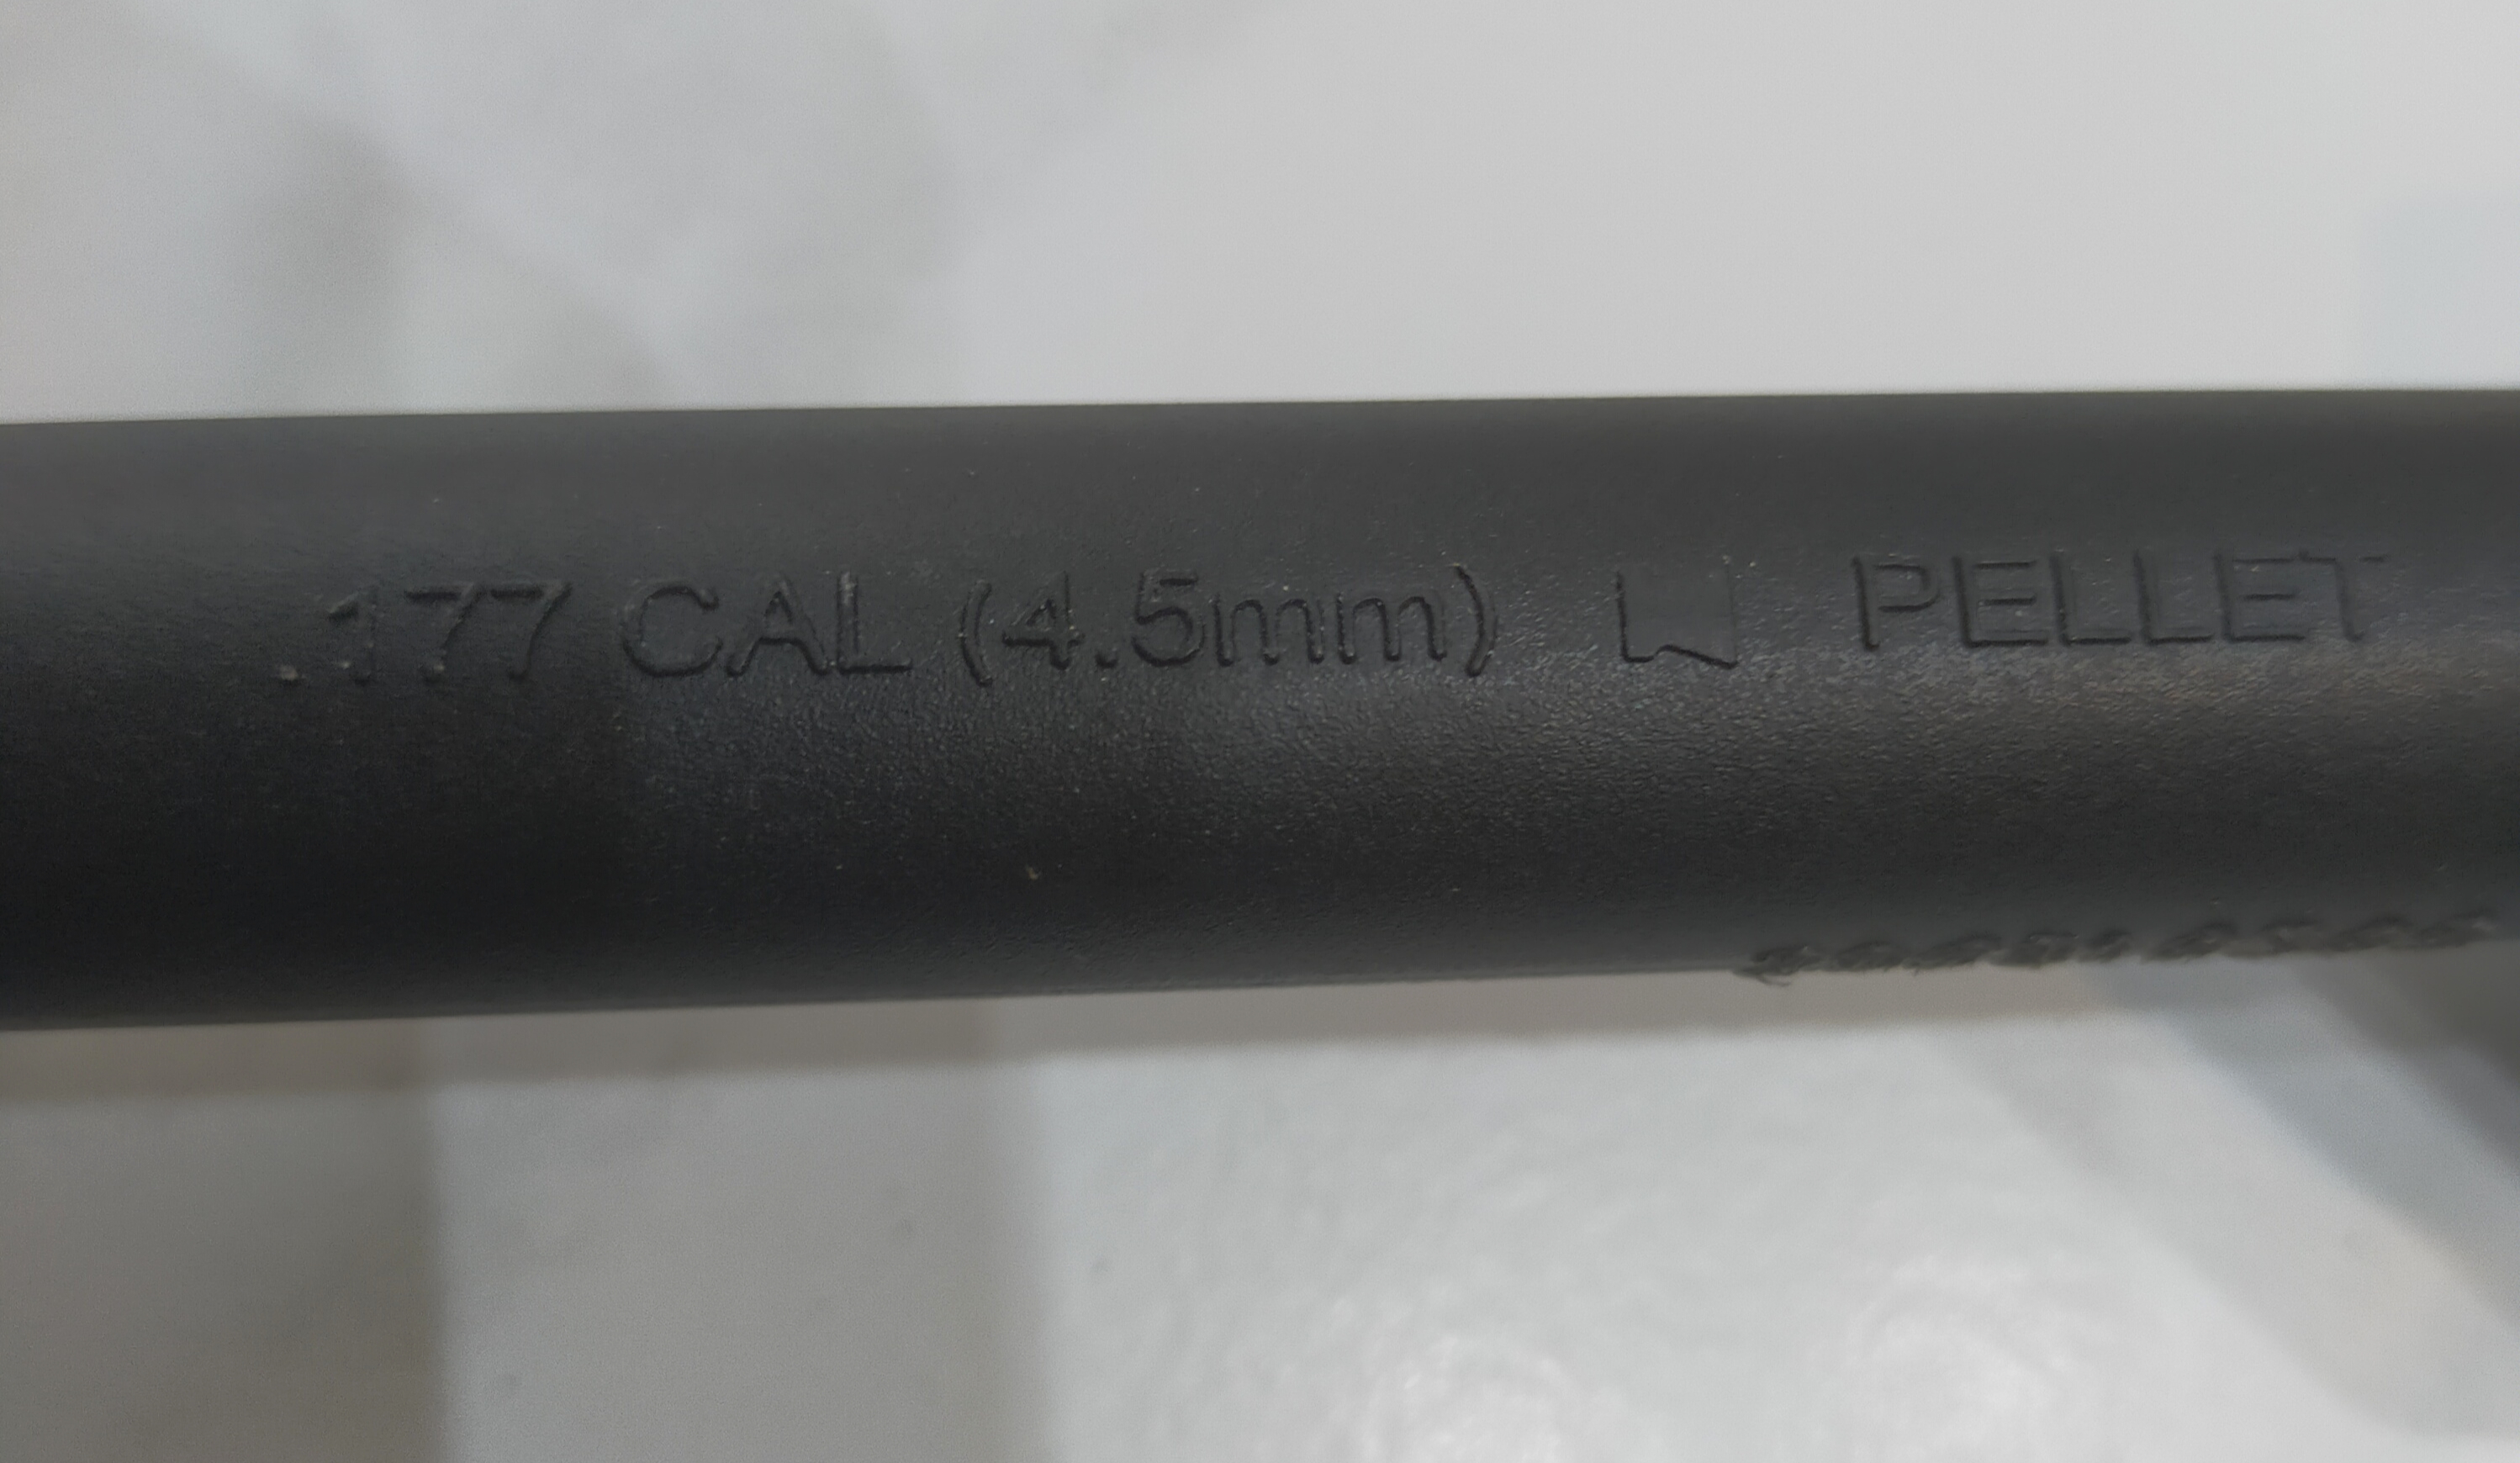 .177 CAL (4.5mm) PELLET